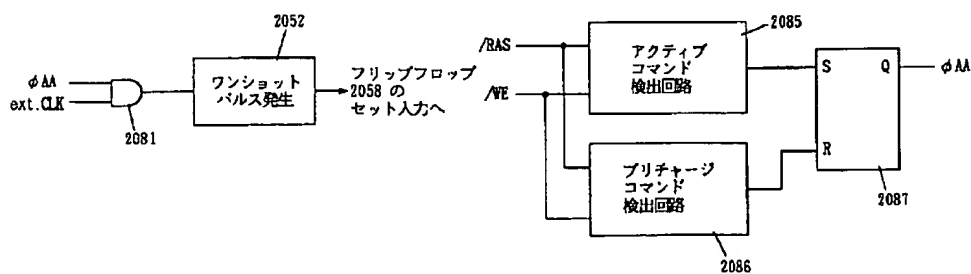 2052
φAA
ext.CLK
2081
ワンショット
パルス発生
フリップフロップ
2058 の
セット入力へ
/RAS
/WE
2085
アクティブ
コマンド
検出回路
プリチャージ
コマンド
検出回路
2086
S
Q
R
φAA
2087